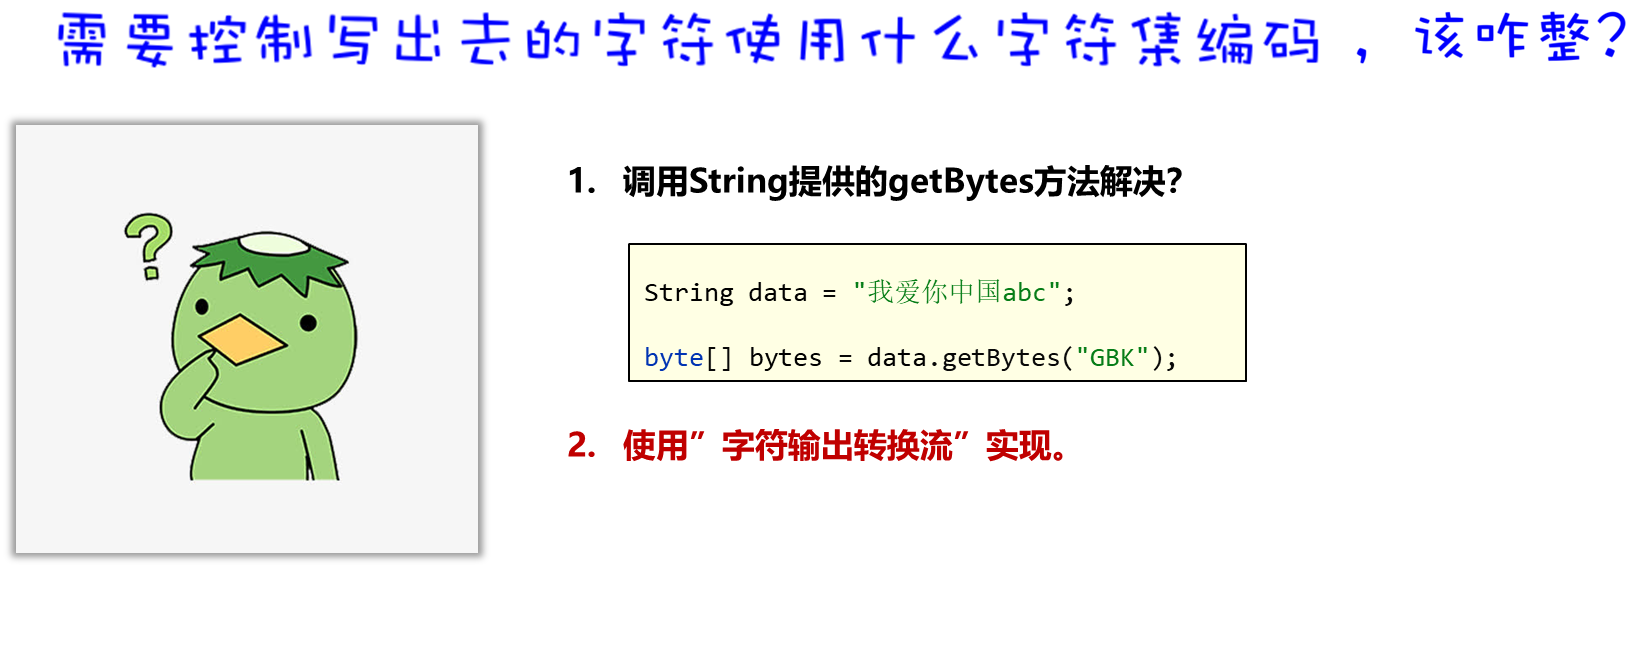 需要控制写出去的字符使用什么字符集编码，该咋整？
?
1. 调用String提供的getBytes方法解决?
String data = "我爱你中国abc";
byte[] bytes = data.getBytes("GBK");
2. 使用”字符输出转换流”实现。